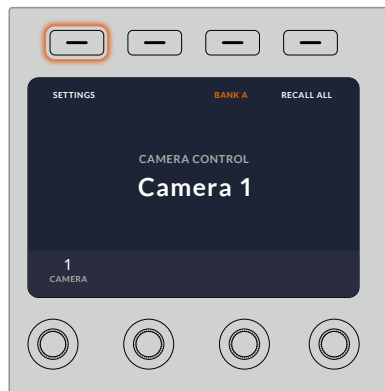 SETTINGS BANK A RECALL ALL
CAMERA CONTROL
Camera 1
1
CAMERA